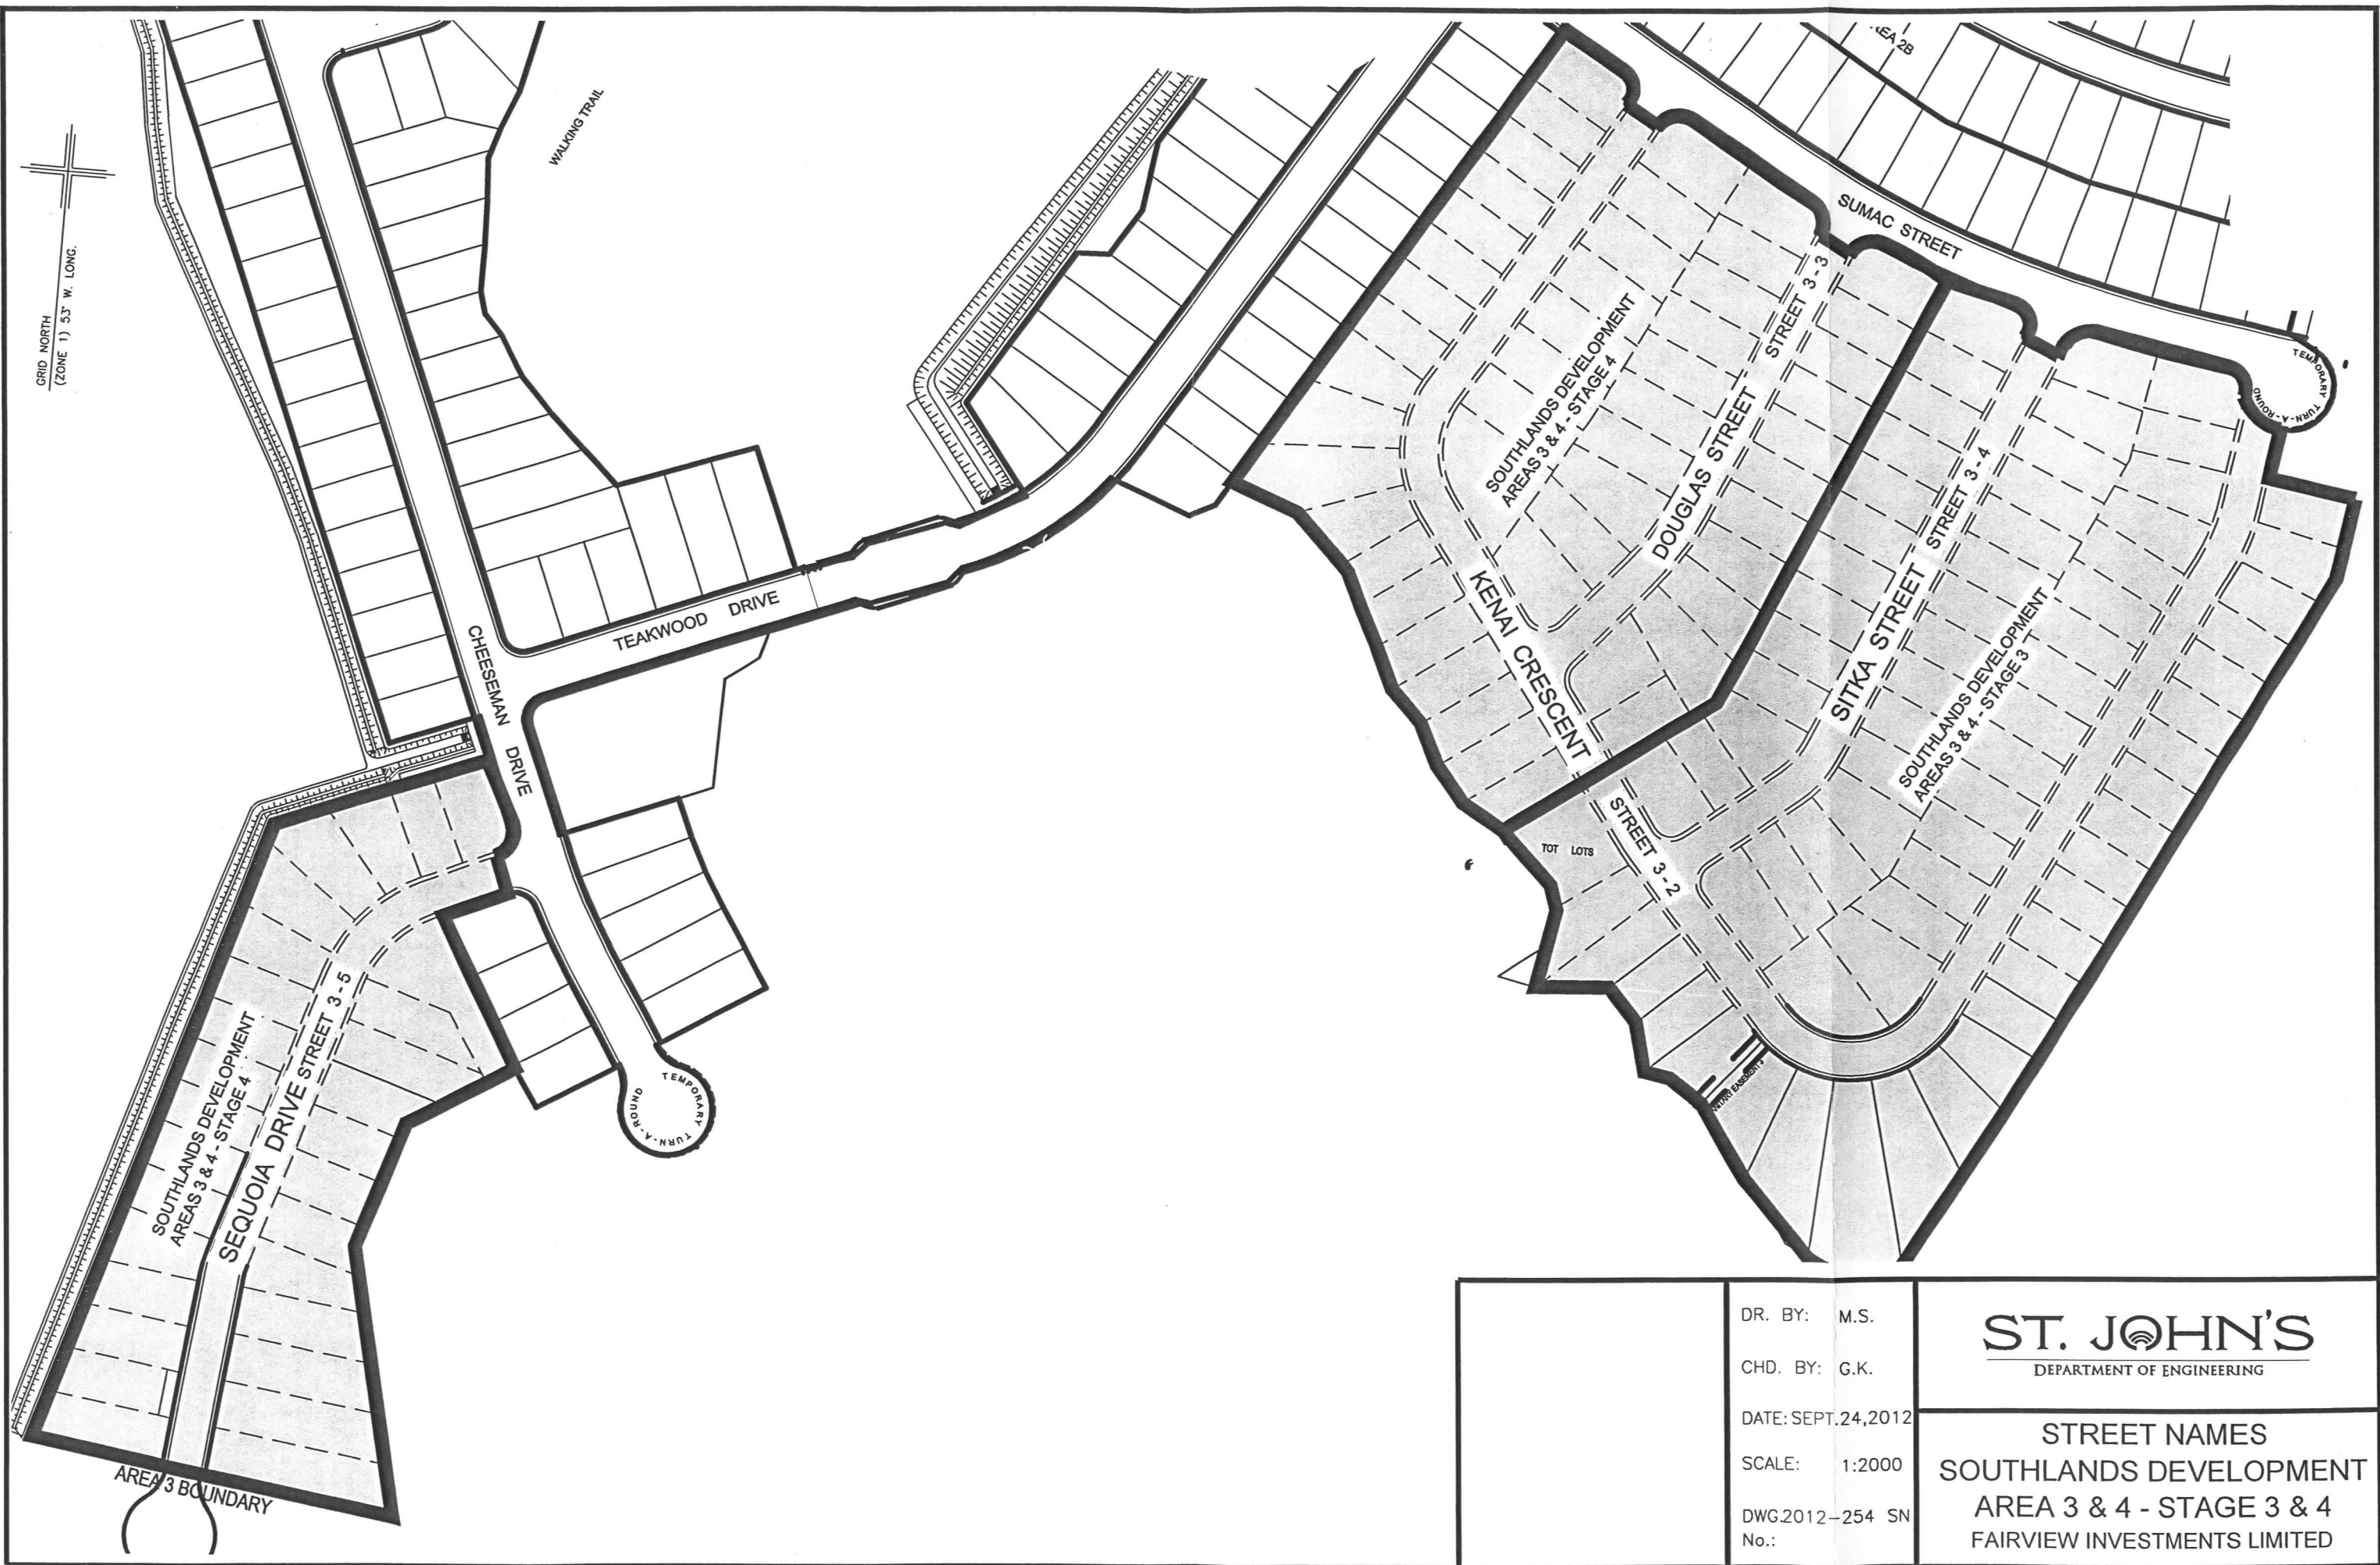 AREA 2B
WALKING TRAIL
GRID NORTH
(ZONE 1) 53° W. LONG.
SUMAC STREET
TEMPORARY TURN-A-ROUND
SOUTHLANDS DEVELOPMENT
AREAS 3 & 4 - STAGE 4
DOUGLAS STREET
STREET 3-3
SITKA STREET
STREET 3-4
KENAI CRESCENT
STREET 3-2
SOUTHLANDS DEVELOPMENT
AREAS 3 & 4 - STAGE 3
TOT LOTS
TEAKWOOD DRIVE
CHEESEMAN DRIVE
TEMPORARY TURN-A-ROUND
SOUTHLANDS DEVELOPMENT
AREAS 3 & 4 - STAGE 4
SEQUOIA DRIVE STREET 3-5
AREA 3 BOUNDARY
DR. BY: M.S.
CHD. BY: G.K.
DATE: SEPT.24,2012
SCALE: 1:2000
DWG.2012-254 SN
No.:
ST. JOHN'S
DEPARTMENT OF ENGINEERING
STREET NAMES
SOUTHLANDS DEVELOPMENT
AREA 3 & 4 - STAGE 3 & 4
FAIRVIEW INVESTMENTS LIMITED